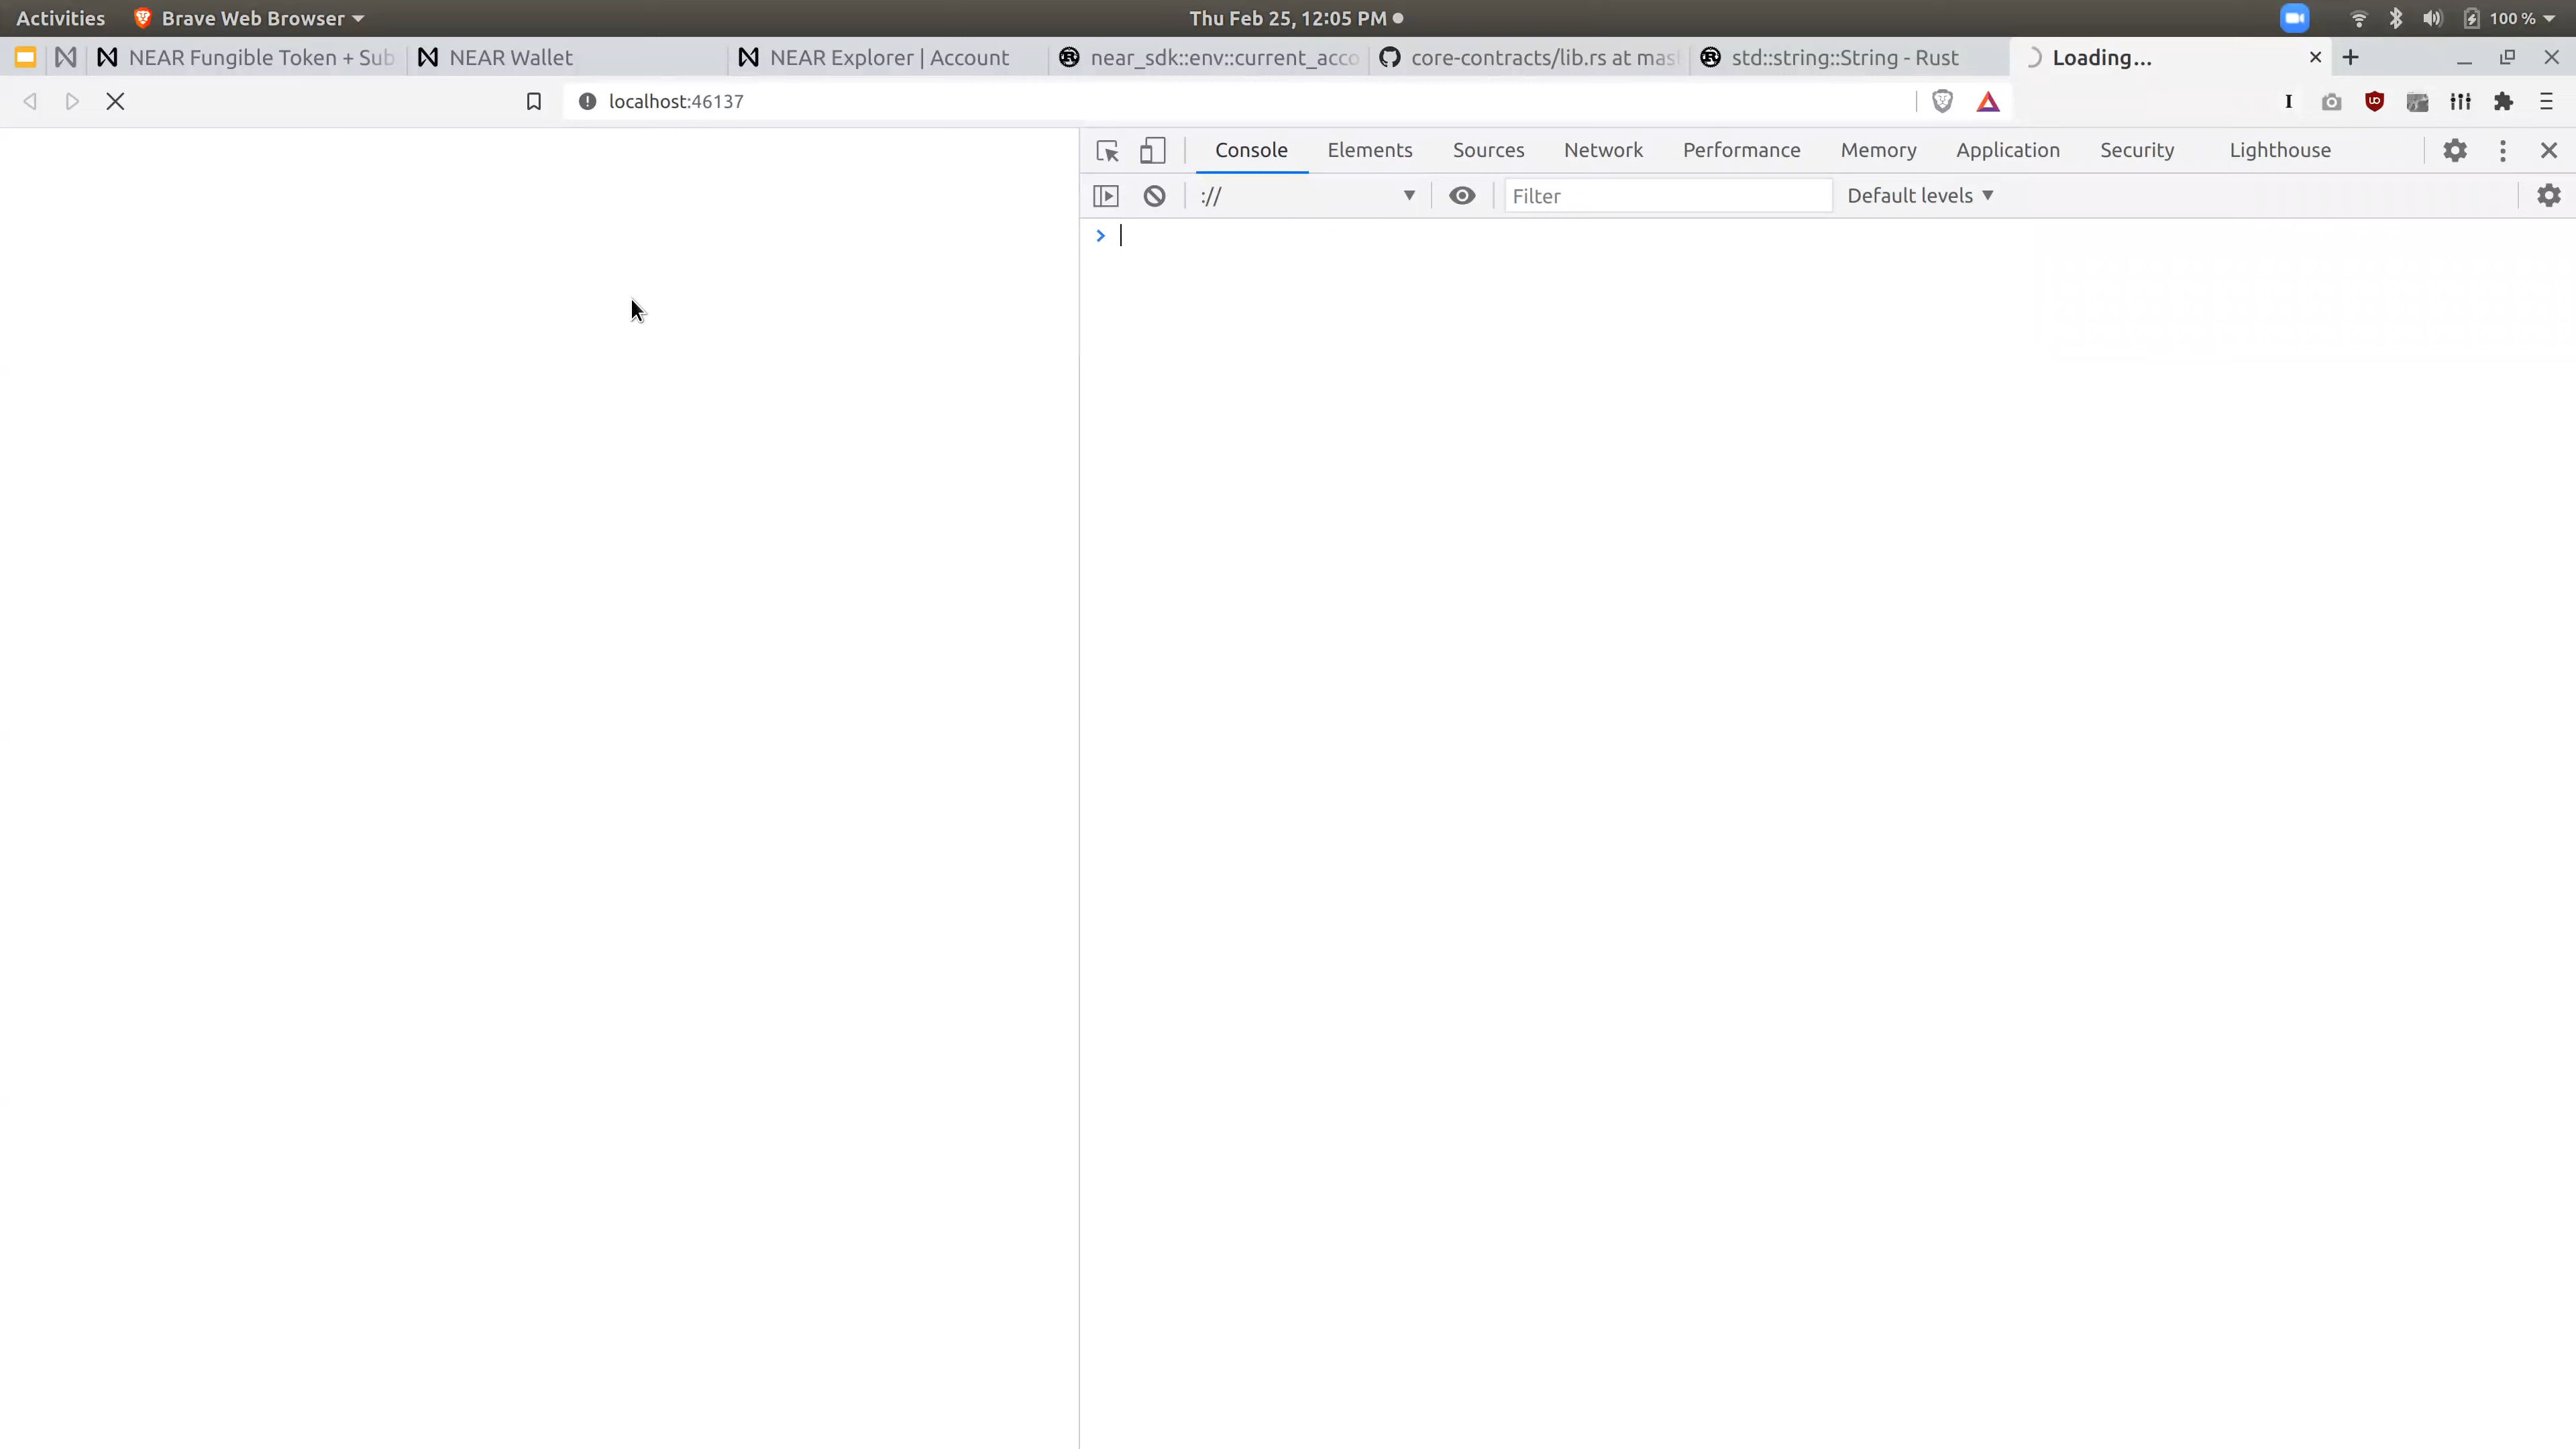 Activities Brave Web Browser Thu Feb 25, 12:05 PM 100 %
NEAR Fungible Token + Sub NEAR Wallet NEAR Explorer | Account near_sdk::env::current_acco core-contracts/lib.rs at mast std::string::String - Rust Loading...
localhost:46137
Console Elements Sources Network Performance Memory Application Security Lighthouse
:// Filter Default levels